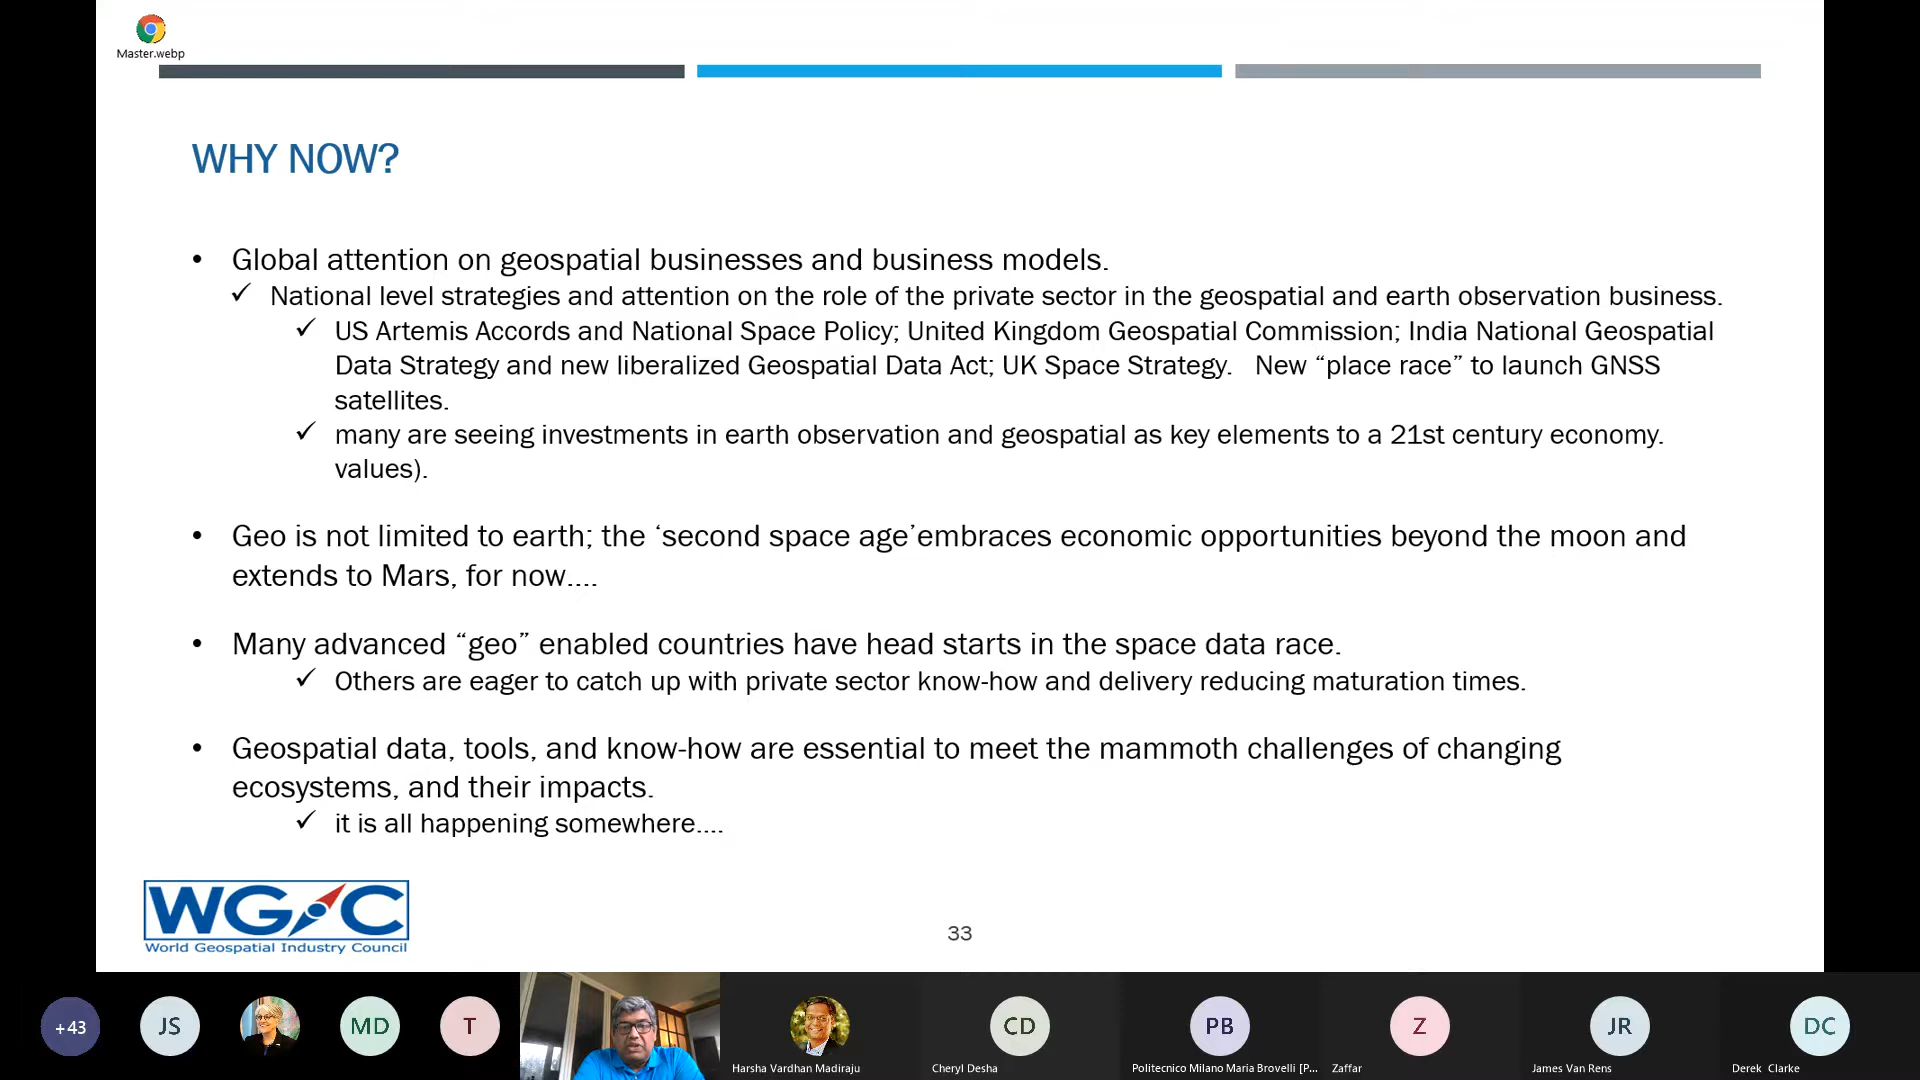 Master.webp
WHY NOW?
• Global attention on geospatial businesses and business models.
✓ National level strategies and attention on the role of the private sector in the geospatial and earth observation business.
✓ US Artemis Accords and National Space Policy; United Kingdom Geospatial Commission; India National Geospatial
Data Strategy and new liberalized Geospatial Data Act; UK Space Strategy.   New “place race” to launch GNSS
satellites.
✓ many are seeing investments in earth observation and geospatial as key elements to a 21st century economy.
values).
• Geo is not limited to earth; the ‘second space age’embraces economic opportunities beyond the moon and
extends to Mars, for now....
• Many advanced “geo” enabled countries have head starts in the space data race.
✓ Others are eager to catch up with private sector know-how and delivery reducing maturation times.
• Geospatial data, tools, and know-how are essential to meet the mammoth challenges of changing
ecosystems, and their impacts.
✓ it is all happening somewhere....
WGIC
World Geospatial Industry Council
33
+43
JS
MD
T
Harsha Vardhan Madiraju
CD
Cheryl Desha
PB
Politecnico Milano Maria Brovelli [P...
Z
Zaffar
JR
James Van Rens
DC
Derek Clarke